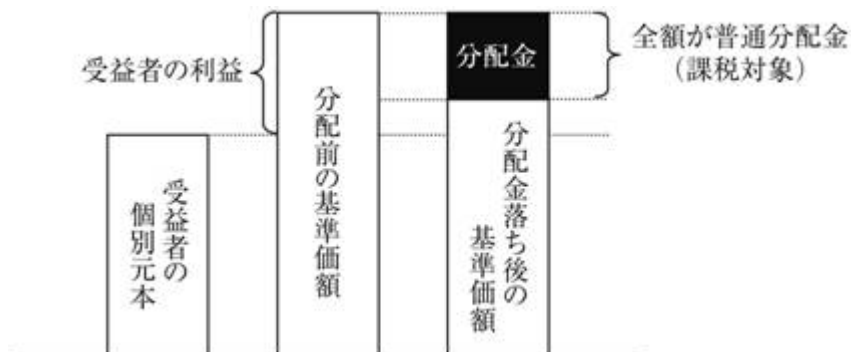 受益者の利益
分配金
全額が普通分配金
（課税対象）
受益者の
個別元本
分配前の基準価額
分配金落ち後の
基準価額